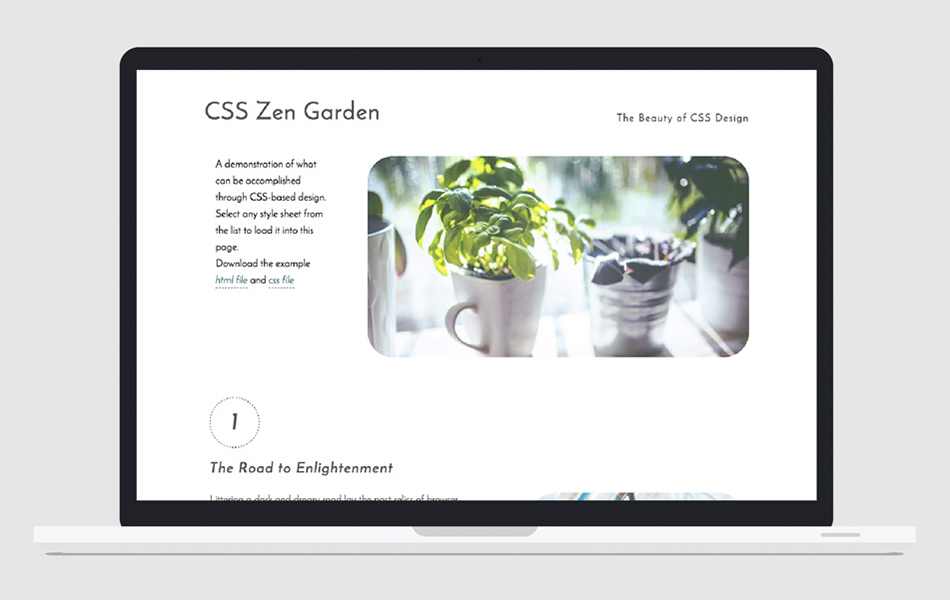 CSS Zen Garden
The Beauty of CSS Design
A demonstration of what
can be accomplished
through CSS-based design.
Select any style sheet from
the list to load it into this
page.
Download the example
html file and css file
1
The Road to Enlightenment
Littering a dark and dreary road lay the past relics of browser